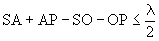 SA + AP − SO − OP ≤ λ/2